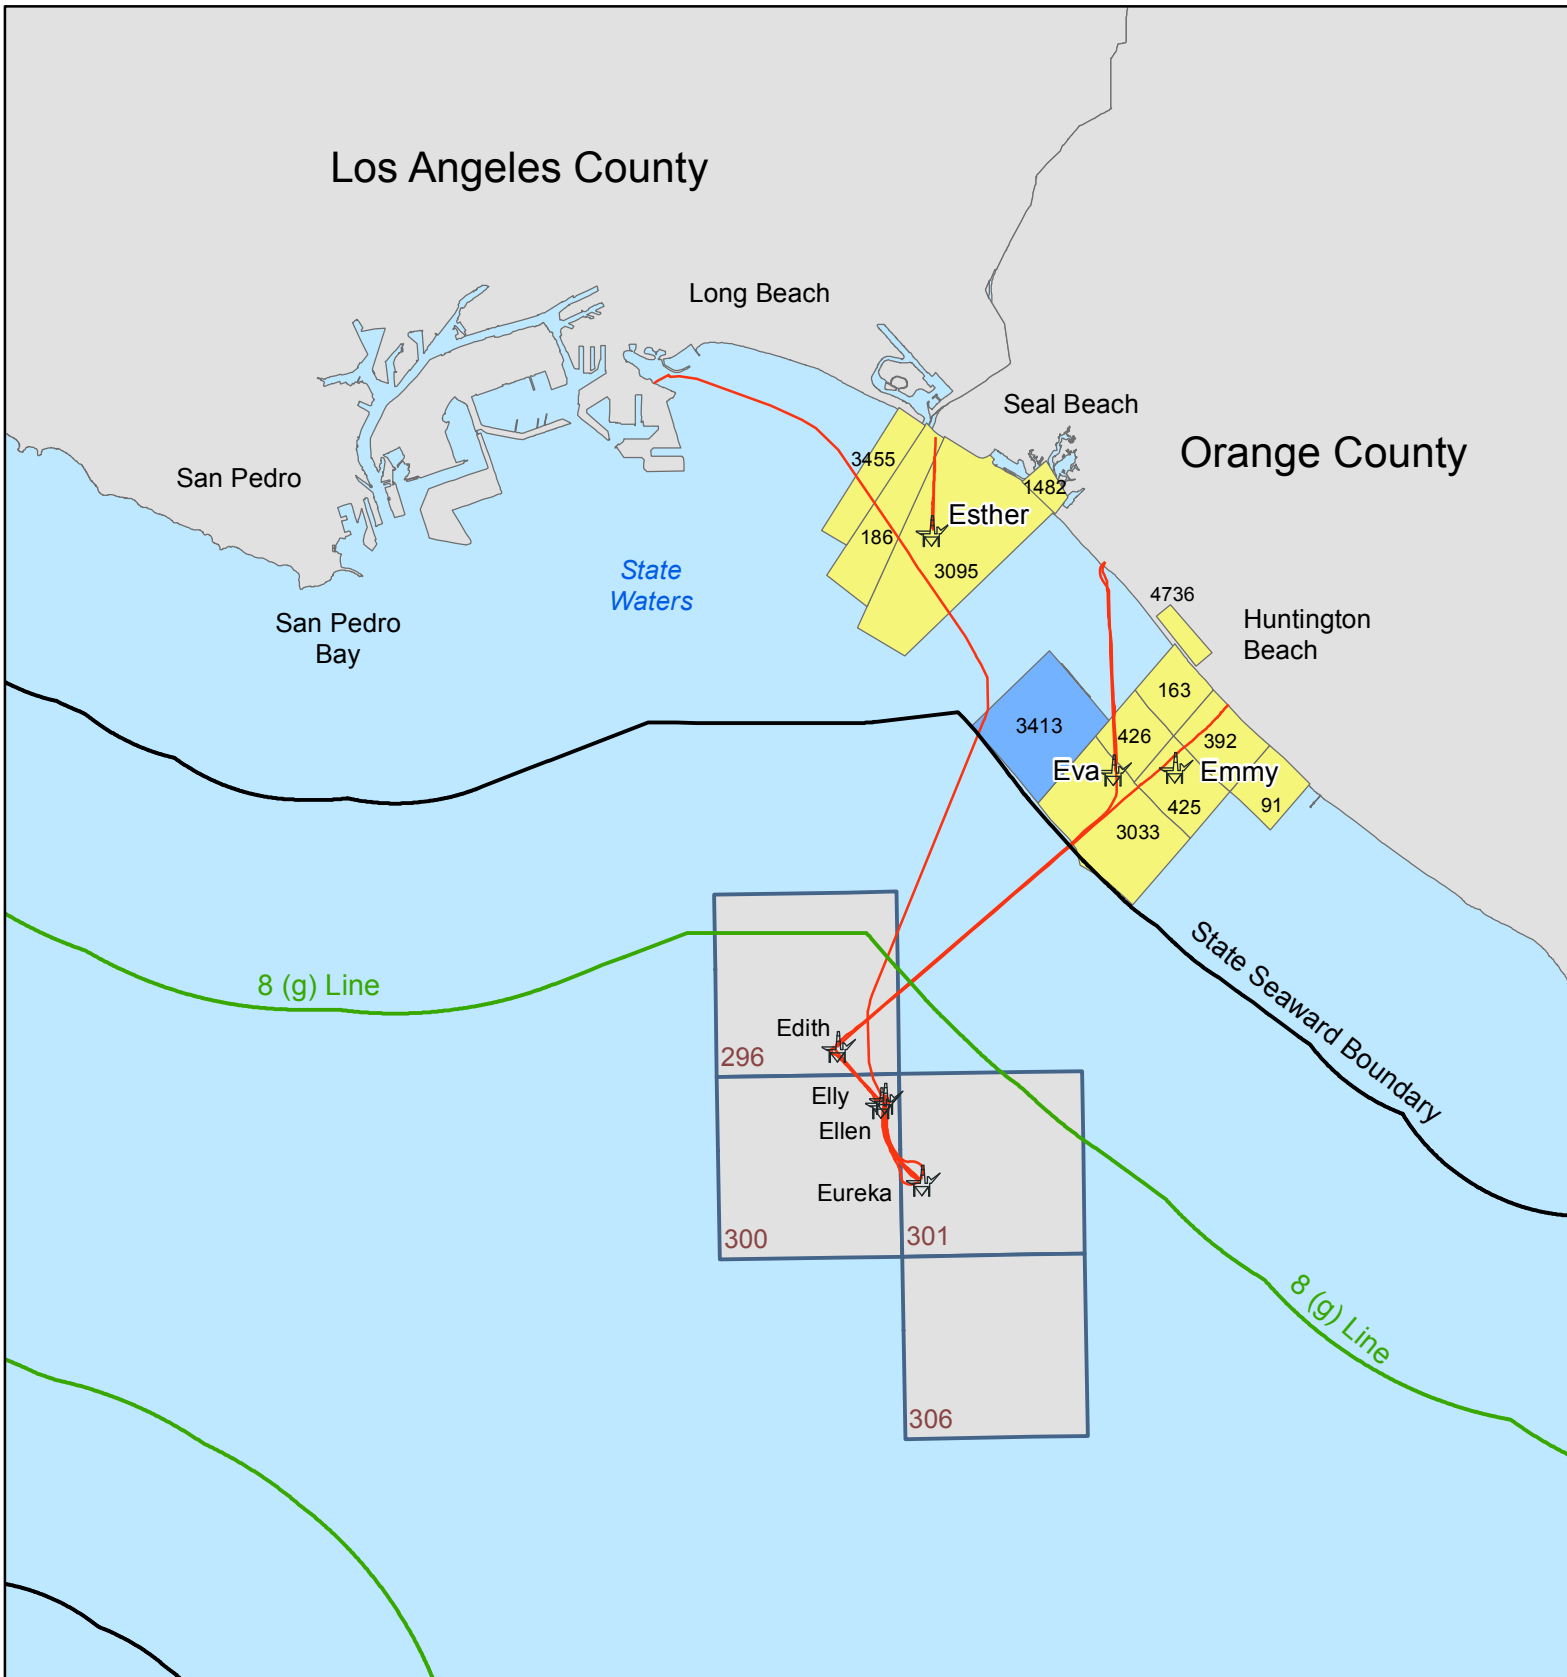 Los Angeles County
Long Beach
Seal Beach
Orange County
3455
San Pedro
1482
Esther
186
3095
State
Waters
4736
San Pedro
Bay
Huntington
Beach
163
3413
426
392
Eva
Emmy
425
91
3033
State Seaward Boundary
8 (g) Line
Edith
296
Elly
Ellen
Eureka
300
301
8 (g) Line
306